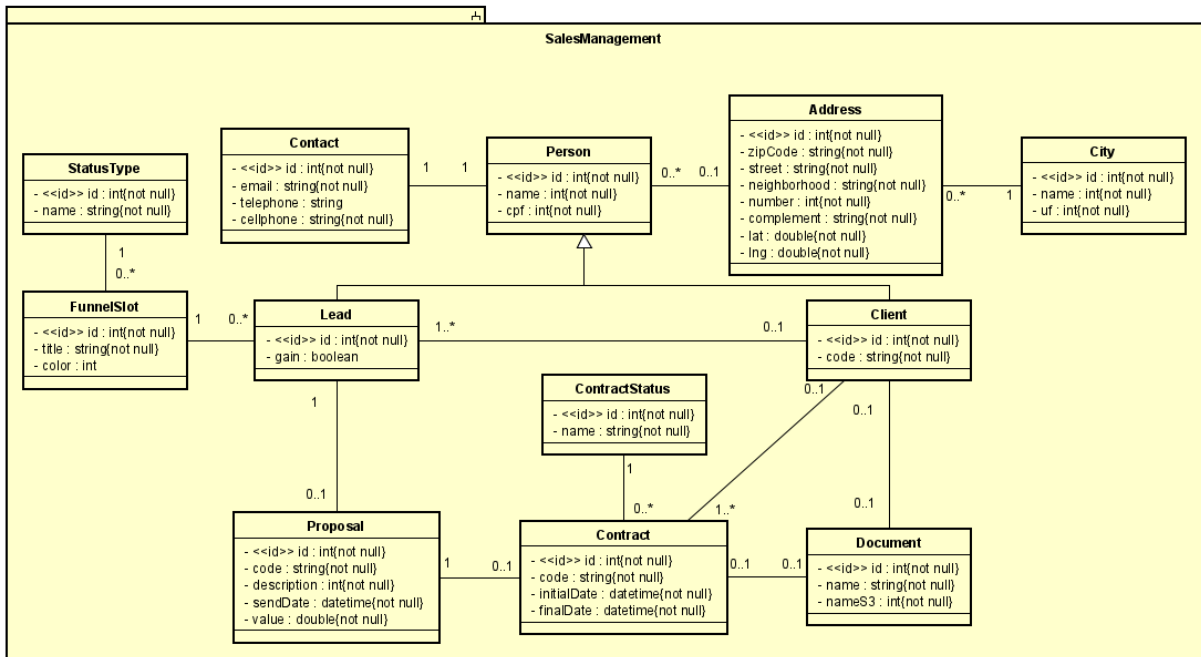 SalesManagement
StatusType
- <<id>> id : int{not null}
- name : string{not null}
Contact
- <<id>> id : int{not null}
- email : string{not null}
- telephone : string
- cellphone : string{not null}
1
1
Person
- <<id>> id : int{not null}
- name : int{not null}
- cpf : int{not null}
0..*
0..1
Address
- <<id>> id : int{not null}
- zipCode : string{not null}
- street : string{not null}
- neighborhood : string{not null}
- number : int{not null}
- complement : string{not null}
- lat : double{not null}
- lng : double{not null}
0..*
1
City
- <<id>> id : int{not null}
- name : int{not null}
- uf : int{not null}
1
0..*
FunnelSlot
- <<id>> id : int{not null}
- title : string{not null}
- color : int
1
0..*
Lead
- <<id>> id : int{not null}
- gain : boolean
1..*
0..1
Client
- <<id>> id : int{not null}
- code : string{not null}
1
0..1
ContractStatus
- <<id>> id : int{not null}
- name : string{not null}
0..1
0..1
1
0..*
1..*
0..1
Proposal
- <<id>> id : int{not null}
- code : string{not null}
- description : int{not null}
- sendDate : datetime{not null}
- value : double{not null}
1
0..1
Contract
- <<id>> id : int{not null}
- code : string{not null}
- initialDate : datetime{not null}
- finalDate : datetime{not null}
0..1
0..1
Document
- <<id>> id : int{not null}
- name : string{not null}
- nameS3 : int{not null}